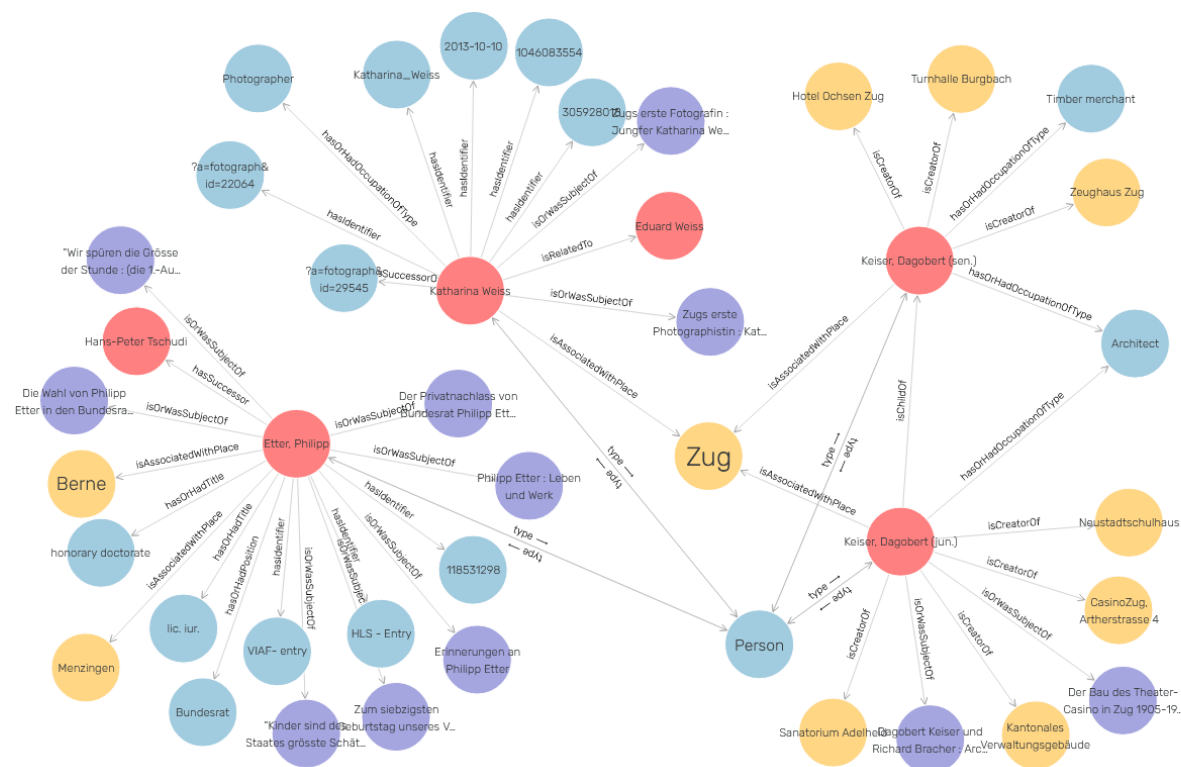 Photographer
Katharina_Weiss
2013-10-10
1046083554
305928018
Zugs erste Fotografin :
Jungfer Katharina We...
?a=fotograph&
id=22064
?a=fotograph&
id=29545
Katharina Weiss
Eduard Weiss
Zugs erste
Photographistin : Kat...
hasOrHadOccupationOfType
hasIdentifier
hasIdentifier
hasIdentifier
hasIdentifier
isOrWasSubjectOf
hasIdentifier
isRelatedTo
isOrWasSubjectOf
isAssociatedWithPlace
Hotel Ochsen Zug
Turnhalle Burgbach
Timber merchant
Zeughaus Zug
Keiser, Dagobert (sen.)
Architect
isCreatorOf
isCreatorOf
hasOrHadOccupationOfType
isCreatorOf
hasOrHadOccupationOfType
isAssociatedWithPlace
isChildOf
hasOrHadOccupationOfType
type
type
"Wir spüren die Grösse
der Stunde : (die 1.-Au...
Hans-Peter Tschudi
Die Wahl von Philipp
Etter in den Bundesra...
Der Privatnachlass von
Bundesrat Philipp Ett...
Etter, Philipp
Philipp Etter : Leben
und Werk
Berne
honorary doctorate
118531298
Menzingen
lic. iur.
VIAF- entry
HLS - Entry
Erinnerungen an
Philipp Etter
Bundesrat
"Kinder sind des
Staates grösste Schät...
Zum siebzigsten
Geburtstag unseres V...
isOrWasSubjectOf
hasSuccessor
isOrWasSubjectOf
isOrWasSubjectOf
isOrWasSubjectOf
isAssociatedWithPlace
hasOrHadTitle
isAssociatedWithPlace
hasOrHadTitle
hasOrHadPosition
hasIdentifier
isOrWasSubjectOf
hasIdentifier
isOrWasSubjectOf
hasIdentifier
type
type
type
type
Zug
Person
Keiser, Dagobert (jun.)
Neustadtschulhaus
CasinoZug,
Artherstrasse 4
Der Bau des Theater-
Casino in Zug 1905-19...
Kantonales
Verwaltungsgebäude
Dagobert Keiser und
Richard Bracher : Arc...
Sanatorium Adelheid
isAssociatedWithPlace
isCreatorOf
isCreatorOf
isOrWasSubjectOf
isCreatorOf
isOrWasSubjectOf
isCreatorOf
type
type